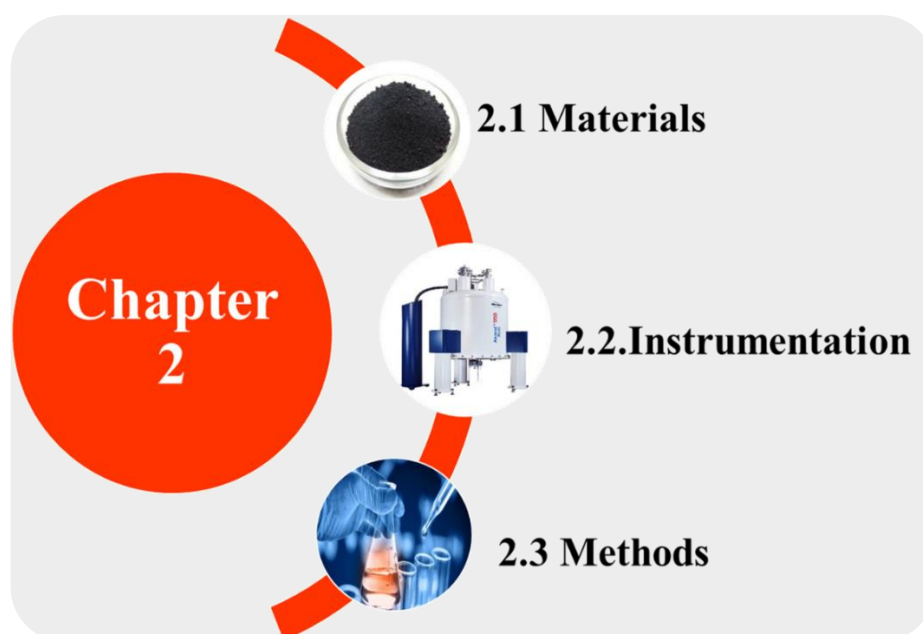 Chapter
2
2.1 Materials
2.2.Instrumentation
2.3 Methods